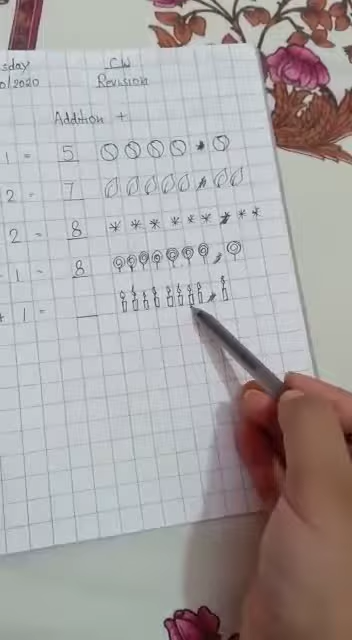 sday CW
0/2020 Revision
Addition +
1 = 5
2 = 7
2 = 8
1 = 8
+ 1 =